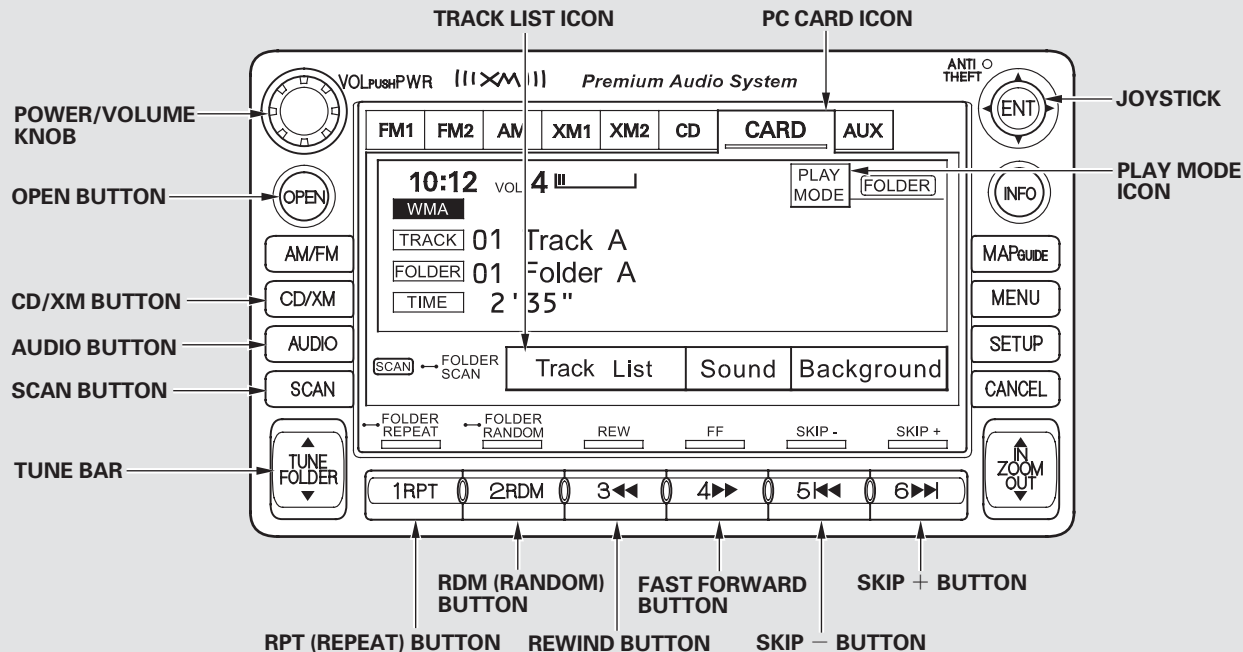 TRACK LIST ICON
PC CARD ICON
VOL PUSH PWR
XM
Premium Audio System
ANTI THEFT
POWER/VOLUME
KNOB
ENT
JOYSTICK
FM1 FM2 AM XM1 XM2 CD CARD AUX
10:12 VOL 4
PLAY
MODE
FOLDER
PLAY MODE
ICON
OPEN BUTTON
OPEN
INFO
WMA
AM/FM
TRACK 01 Track A
MAP GUIDE
FOLDER 01 Folder A
CD/XM BUTTON
CD/XM
TIME 2'35"
MENU
AUDIO BUTTON
AUDIO
SETUP
SCAN FOLDER
SCAN
Track List Sound Background
SCAN BUTTON
SCAN
CANCEL
FOLDER
REPEAT
FOLDER
RANDOM
REW FF SKIP - SKIP +
TUNE BAR
TUNE
FOLDER
IN
ZOOM
OUT
1RPT 2RDM 3 4 5 6
RDM (RANDOM)
BUTTON
FAST FORWARD
BUTTON
SKIP + BUTTON
RPT (REPEAT) BUTTON
REWIND BUTTON
SKIP − BUTTON